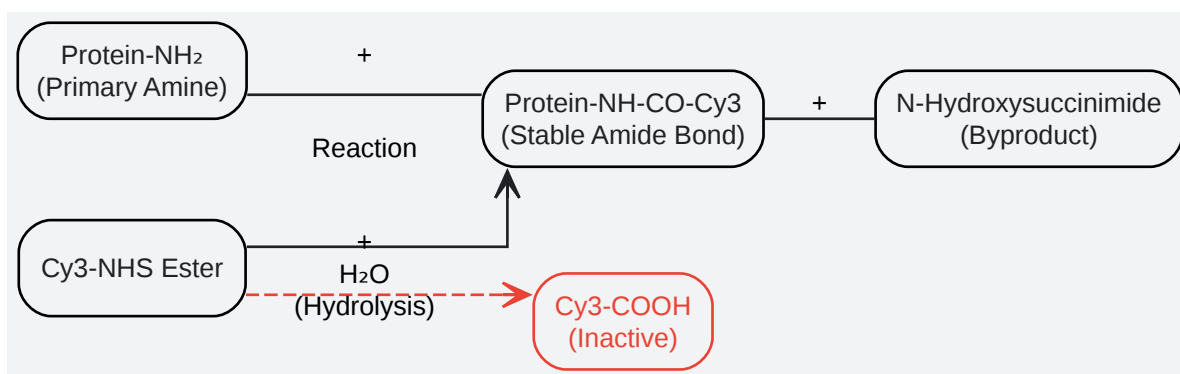 Protein-NH₂
(Primary Amine)
+
Reaction
Protein-NH-CO-Cy3
(Stable Amide Bond)
+
N-Hydroxysuccinimide
(Byproduct)
Cy3-NHS Ester
+
H₂O
(Hydrolysis)
Cy3-COOH
(Inactive)